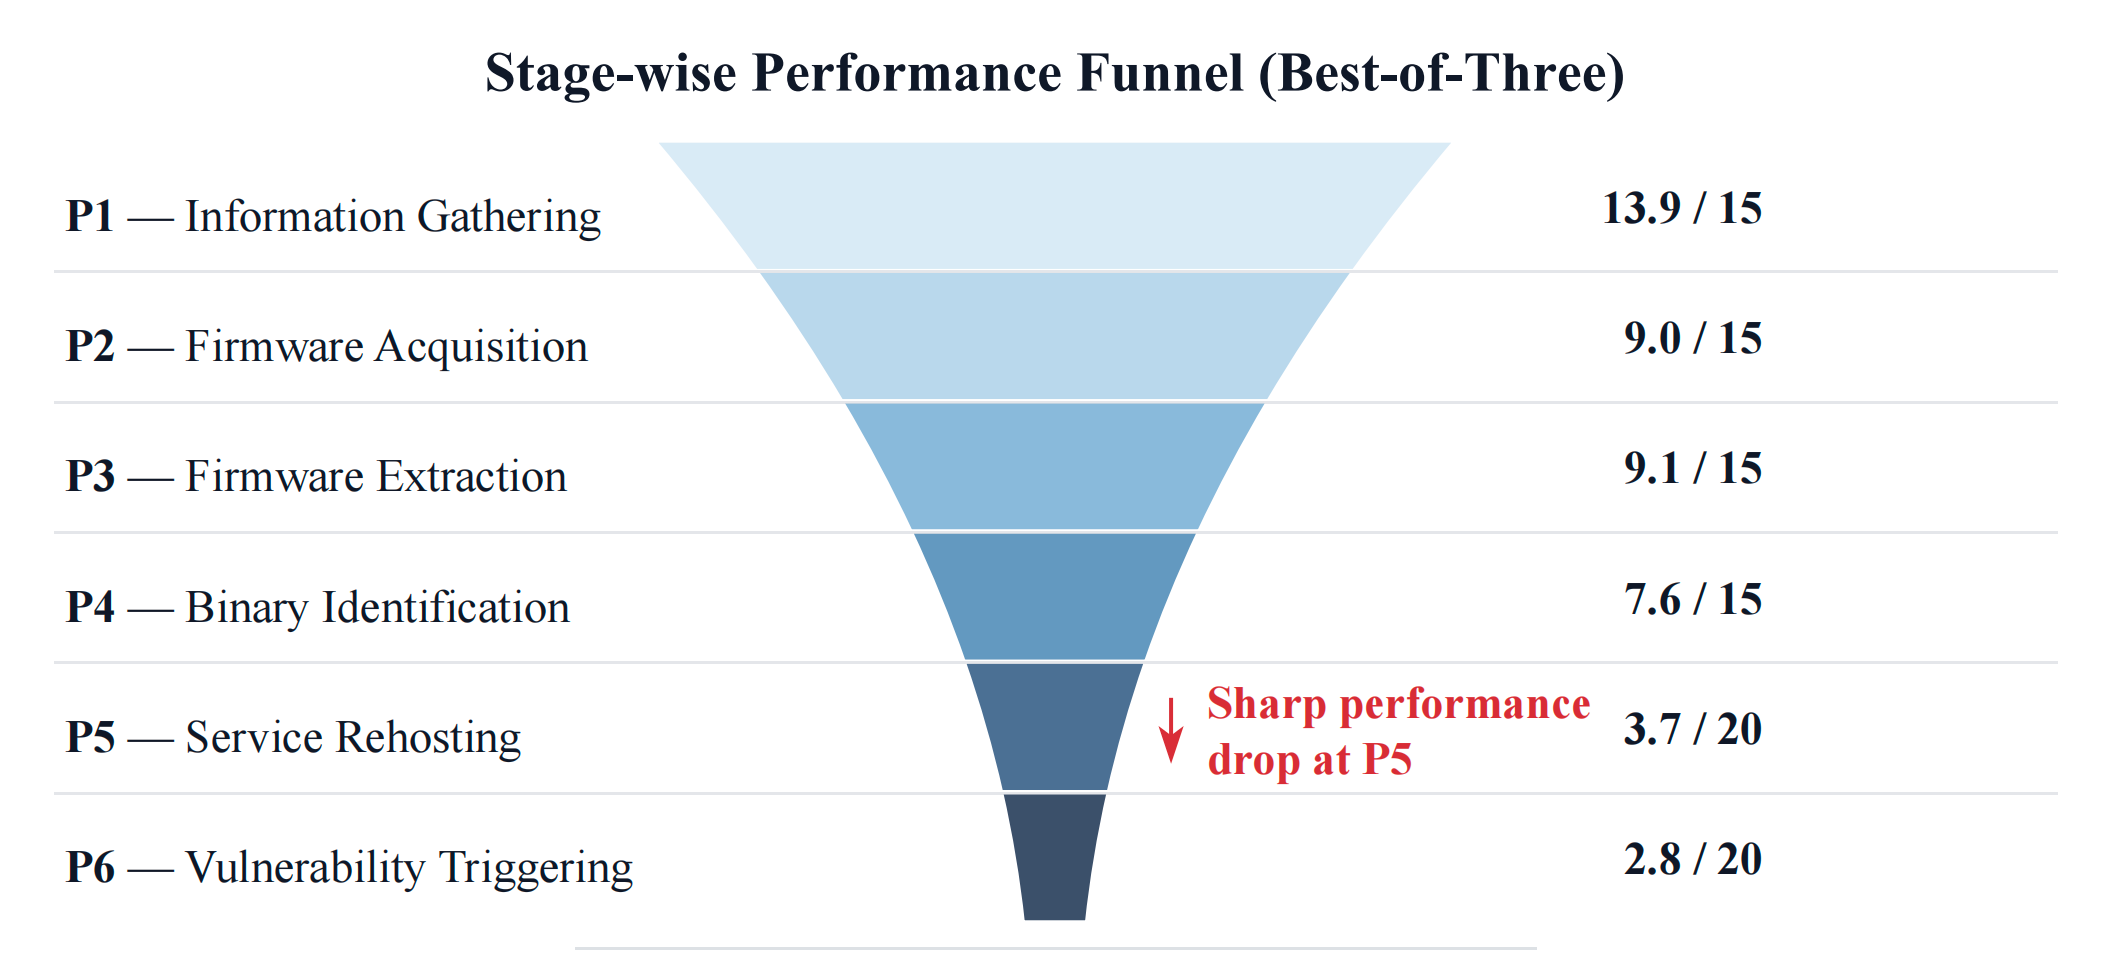 Stage-wise Performance Funnel (Best-of-Three)
P1 — Information Gathering 13.9 / 15
P2 — Firmware Acquisition 9.0 / 15
P3 — Firmware Extraction 9.1 / 15
P4 — Binary Identification 7.6 / 15
P5 — Service Rehosting
Sharp performance
drop at P5
3.7 / 20
P6 — Vulnerability Triggering 2.8 / 20